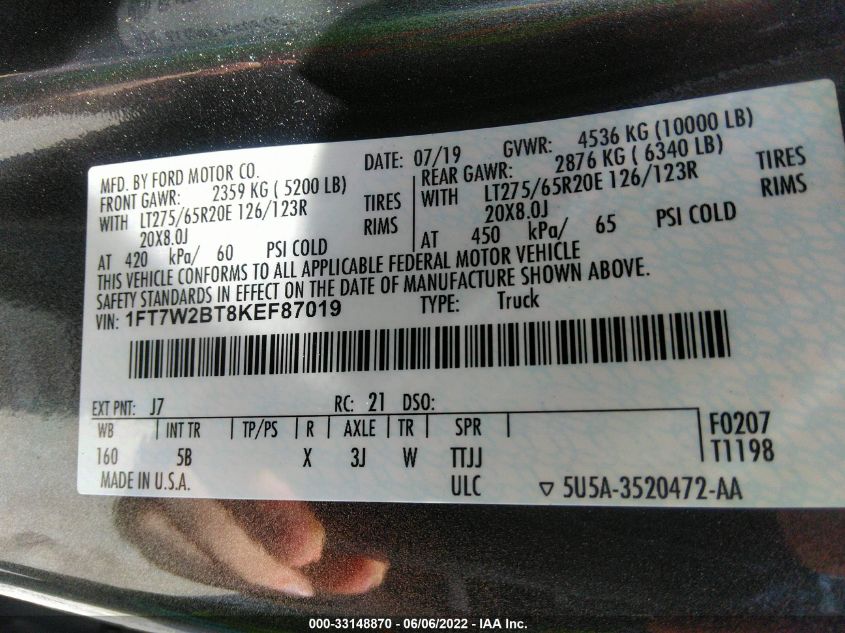 MFD. BY FORD MOTOR CO.
DATE: 07/19 GVWR: 4536 KG (10000 LB)
FRONT GAWR: 2359 KG ( 5200 LB)
REAR GAWR: 2876 KG ( 6340 LB)
WITH LT275/65R20E 126/123R TIRES
WITH LT275/65R20E 126/123R TIRES
20X8.0J RIMS
20X8.0J RIMS
AT 420 kPa/ 60 PSI COLD
AT 450 kPa/ 65 PSI COLD
THIS VEHICLE CONFORMS TO ALL APPLICABLE FEDERAL MOTOR VEHICLE
SAFETY STANDARDS IN EFFECT ON THE DATE OF MANUFACTURE SHOWN ABOVE.
VIN: 1FT7W2BT8KEF87019 TYPE: Truck
EXT PNT: J7 RC: 21 DSO:
WB INT TR TP/PS R AXLE TR SPR F0207
160 5B X 3J W TTJJ T1198
MADE IN U.S.A. ULC ▽ 5U5A-3520472-AA
000-33148870 - 06/06/2022 - IAA Inc.